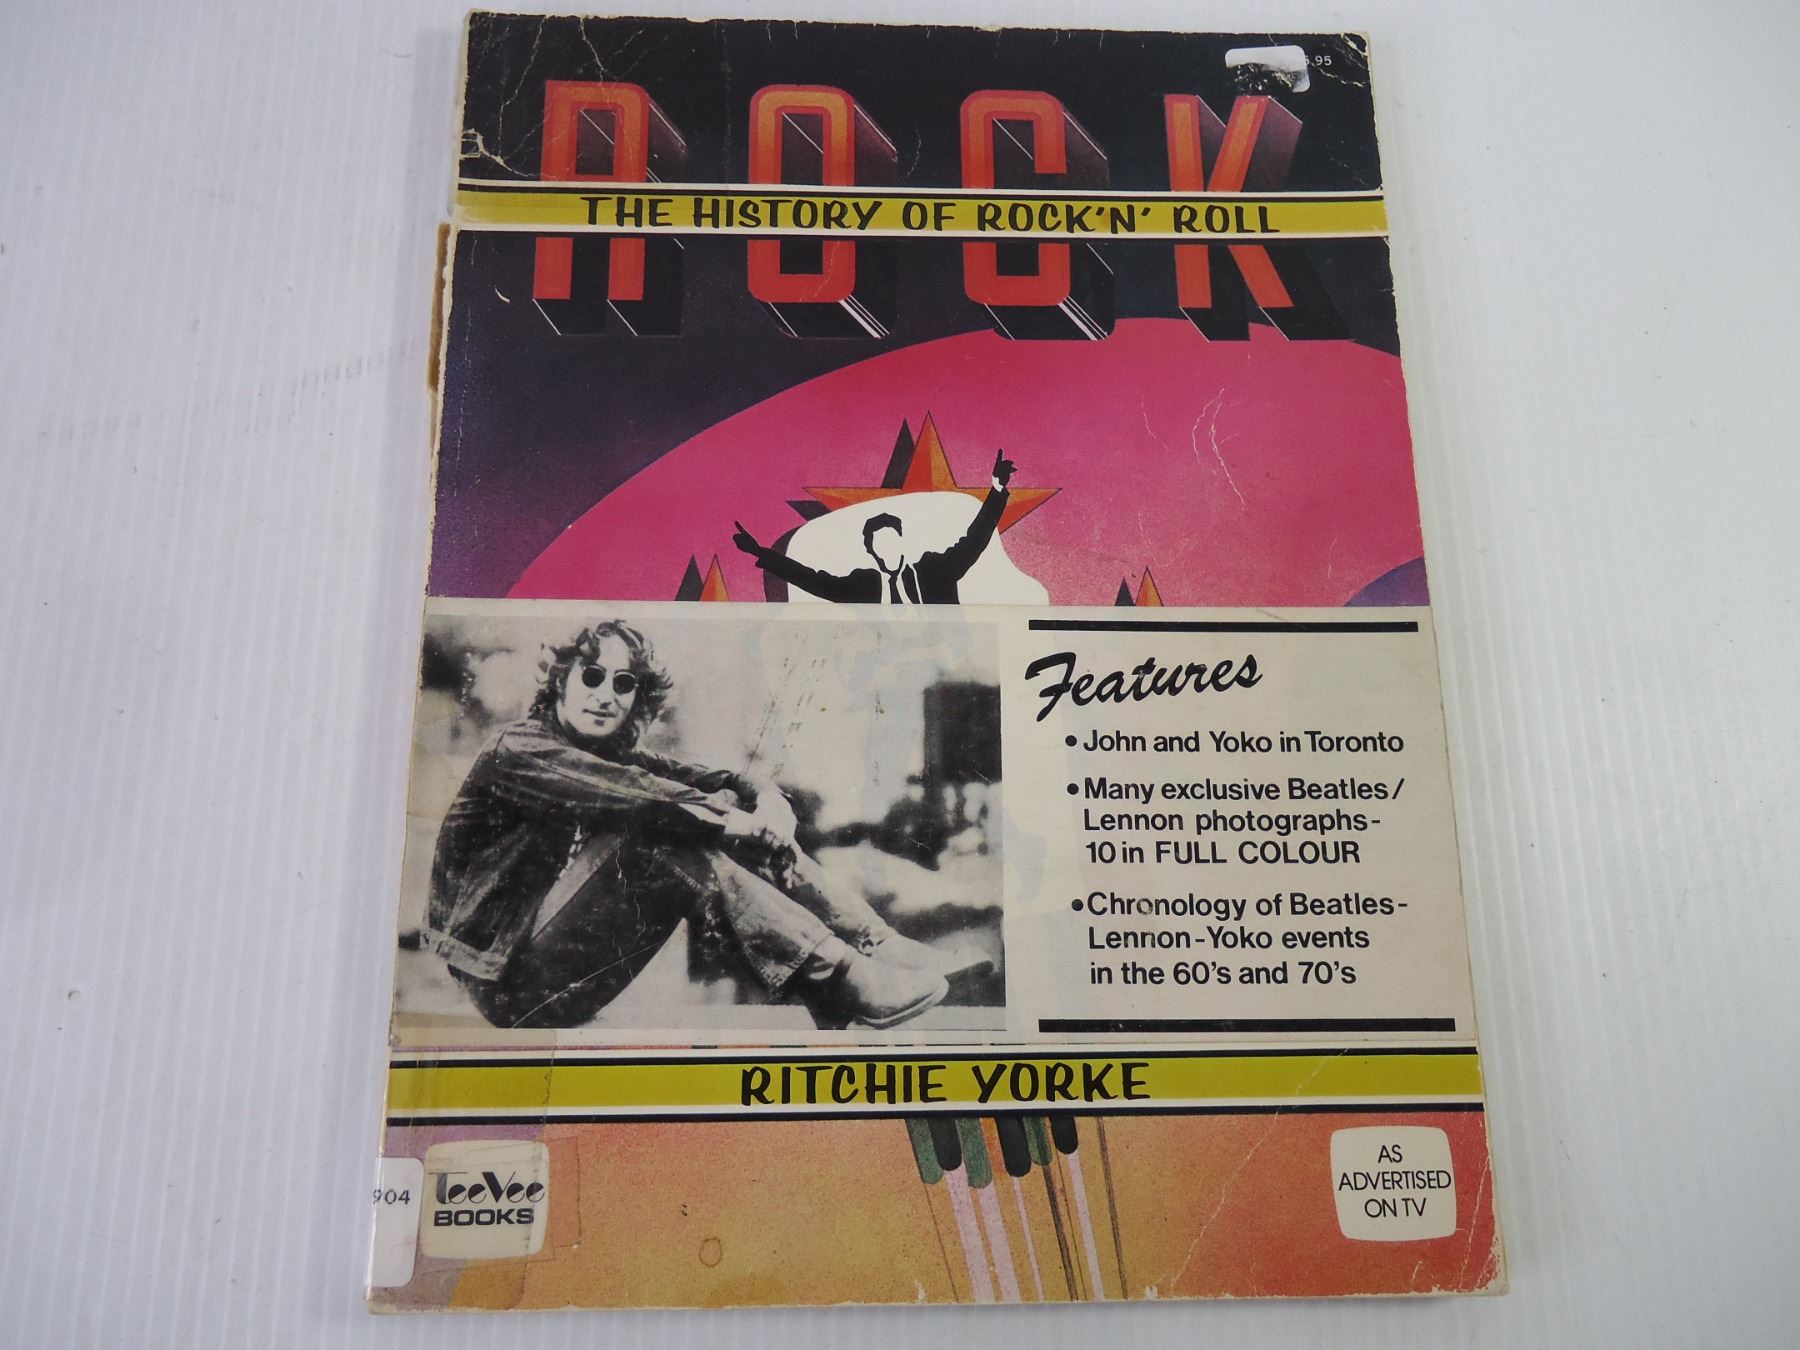 5.95
ROCK
THE HISTORY OF ROCK'N' ROLL
Features
• John and Yoko in Toronto
• Many exclusive Beatles/
Lennon photographs-
10 in FULL COLOUR
• Chronology of Beatles-
Lennon-Yoko events
in the 60's and 70's
RITCHIE YORKE
904
TeeVee
BOOKS
AS
ADVERTISED
ON TV